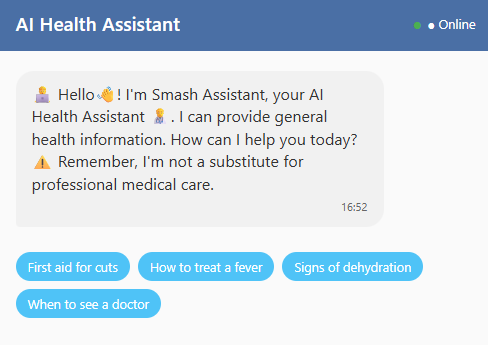 AI Health Assistant
Online
Hello👋! I'm Smash Assistant, your AI
Health Assistant . I can provide general
health information. How can I help you today?
⚠️ Remember, I'm not a substitute for
professional medical care.
16:52
First aid for cuts
How to treat a fever
Signs of dehydration
When to see a doctor